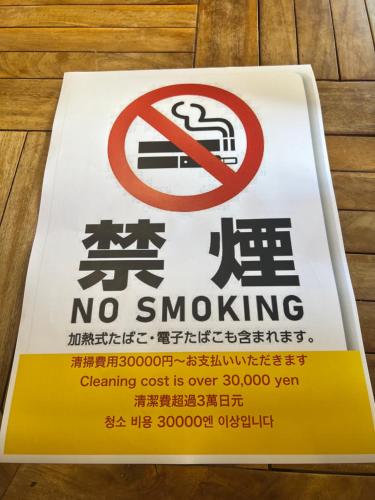 禁煙
NO SMOKING
加熱式たばこ・電子たばこも含まれます。
清掃費用30000円〜お支払いいただきます
Cleaning cost is over 30,000 yen
清潔費超過3萬日元
청소 비용 30000엔 이상입니다